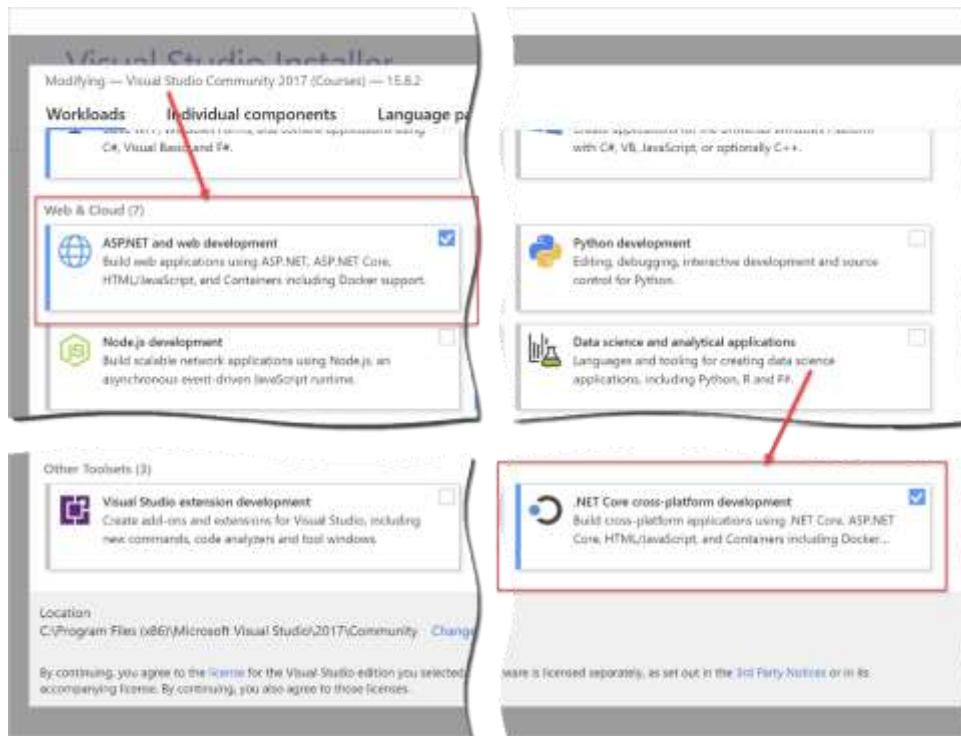 Visual Studio Installer
Modifying — Visual Studio Community 2017 (Courses) — 15.8.2
Workloads Individual components Language pa
C#, Visual Basic and F#.
with C#, VB, JavaScript, or optionally C++.
Web & Cloud (7)
ASP.NET and web development
Build web applications using ASP.NET, ASP.NET Core,
HTML/JavaScript, and Containers including Docker support.
Python development
Editing, debugging, interactive development and source
control for Python.
Node.js development
Build scalable network applications using Node.js, an
asynchronous event-driven JavaScript runtime.
Data science and analytical applications
Languages and tooling for creating data science
applications, including Python, R and F#.
Other Toolsets (3)
Visual Studio extension development
Create add-ons and extensions for Visual Studio, including
new commands, code analyzers and tool windows.
.NET Core cross-platform development
Build cross-platform applications using .NET Core, ASP.NET
Core, HTML/JavaScript, and Containers including Docker...
Location
C:\Program Files (x86)\Microsoft Visual Studio\2017\Community Change
By continuing, you agree to the license for the Visual Studio edition you selected ware is licensed separately, as set out in the 3rd Party Notices or in its
accompanying license. By continuing, you also agree to those licenses.